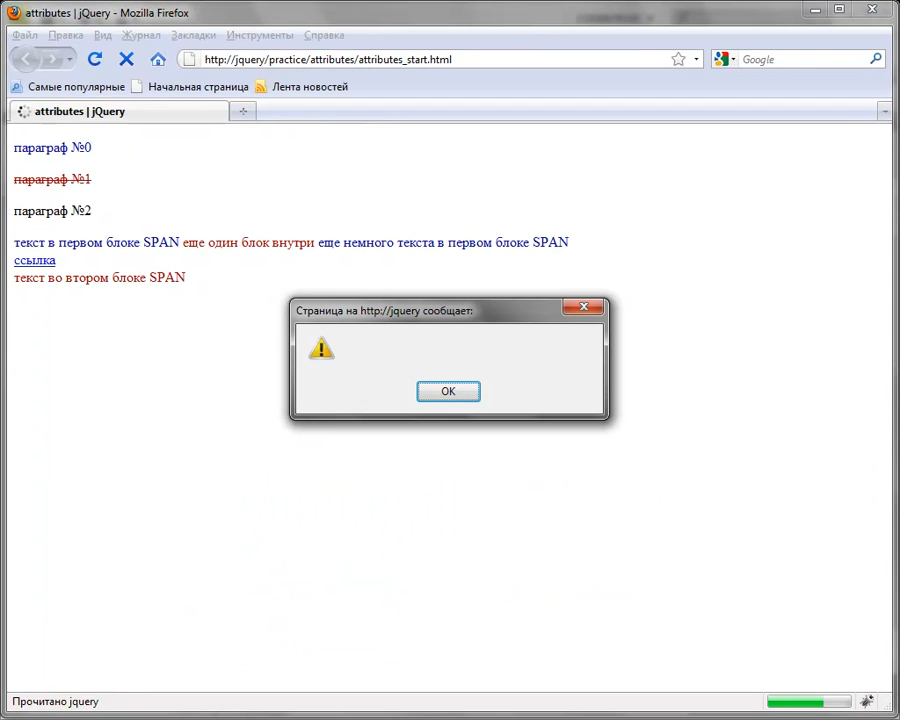 attributes | jQuery - Mozilla Firefox
Файл Правка Вид Журнал Закладки Инструменты Справка
http://jquery/practice/attributes/attributes_start.html Google
Самые популярные Начальная страница Лента новостей
attributes | jQuery
параграф №0
параграф №1
параграф №2
текст в первом блоке SPAN еще один блок внутри еще немного текста в первом блоке SPAN
ссылка
текст во втором блоке SPAN
Страница на http://jquery сообщает:
OK
Прочитано jquery